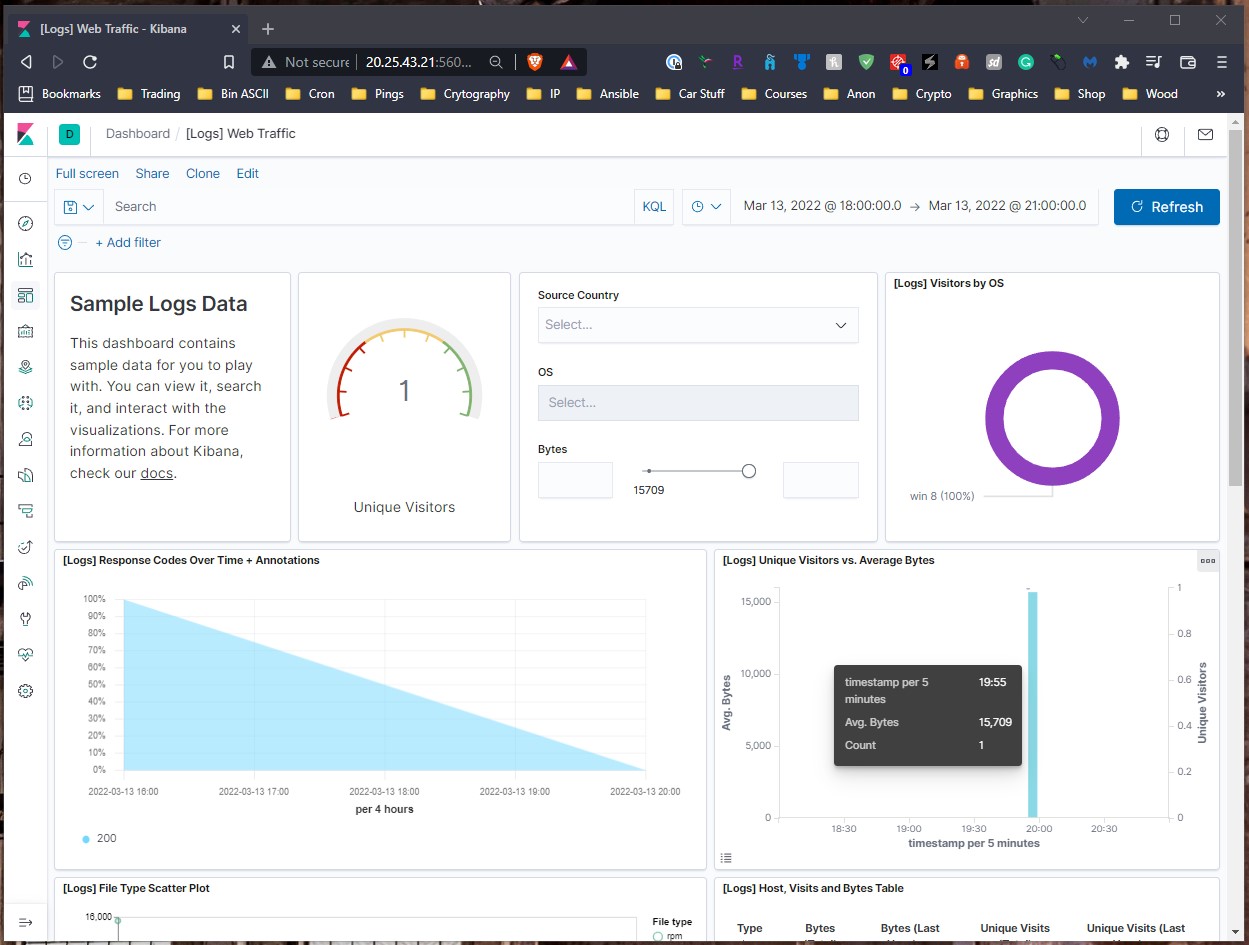 [Logs] Web Traffic - Kibana
Not secure 20.25.43.21:560...
0
Bookmarks Trading Bin ASCII Cron Pings Crytography IP Ansible Car Stuff Courses Anon Crypto Graphics Shop Wood »
D Dashboard / [Logs] Web Traffic
Full screen Share Clone Edit
Search KQL Mar 13, 2022 @ 18:00:00.0 → Mar 13, 2022 @ 21:00:00.0 Refresh
+ Add filter
Sample Logs Data
This dashboard contains
sample data for you to play
with. You can view it, search
it, and interact with the
visualizations. For more
information about Kibana,
check our docs.
1
Unique Visitors
Source Country
Select...
OS
Select...
Bytes
15709
[Logs] Visitors by OS
win 8 (100%)
[Logs] Response Codes Over Time + Annotations
100%
90%
80%
70%
60%
50%
40%
30%
20%
10%
0%
2022-03-13 16:00 2022-03-13 17:00 2022-03-13 18:00 2022-03-13 19:00 2022-03-13 20:00
per 4 hours
200
[Logs] Unique Visitors vs. Average Bytes
15,000
10,000
5,000
0
Avg. Bytes
timestamp per 5 19:55
minutes
Avg. Bytes 15,709
Count 1
1
0.8
0.6
0.4
0.2
0
Unique Visitors
18:30 19:00 19:30 20:00 20:30
timestamp per 5 minutes
[Logs] File Type Scatter Plot
16,000
File type
rpm
[Logs] Host, Visits and Bytes Table
Type Bytes Bytes (Last Unique Visits Unique Visits (Last